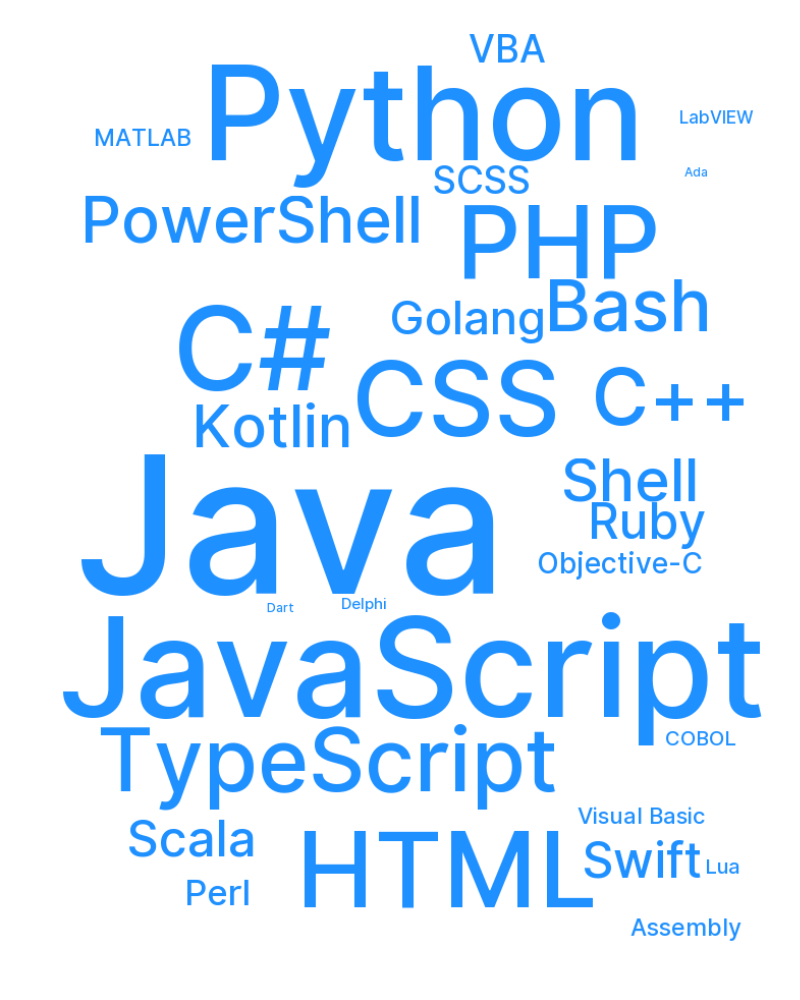 VBA
Python
LabVIEW
MATLAB
Ada
SCSS
PowerShell
PHP
Bash
Golang
C#
CSS
C++
Kotlin
Shell
Java
Ruby
Objective-C
Dart
Delphi
JavaScript
COBOL
TypeScript
Visual Basic
Scala
HTML
Swift
Lua
Perl
Assembly